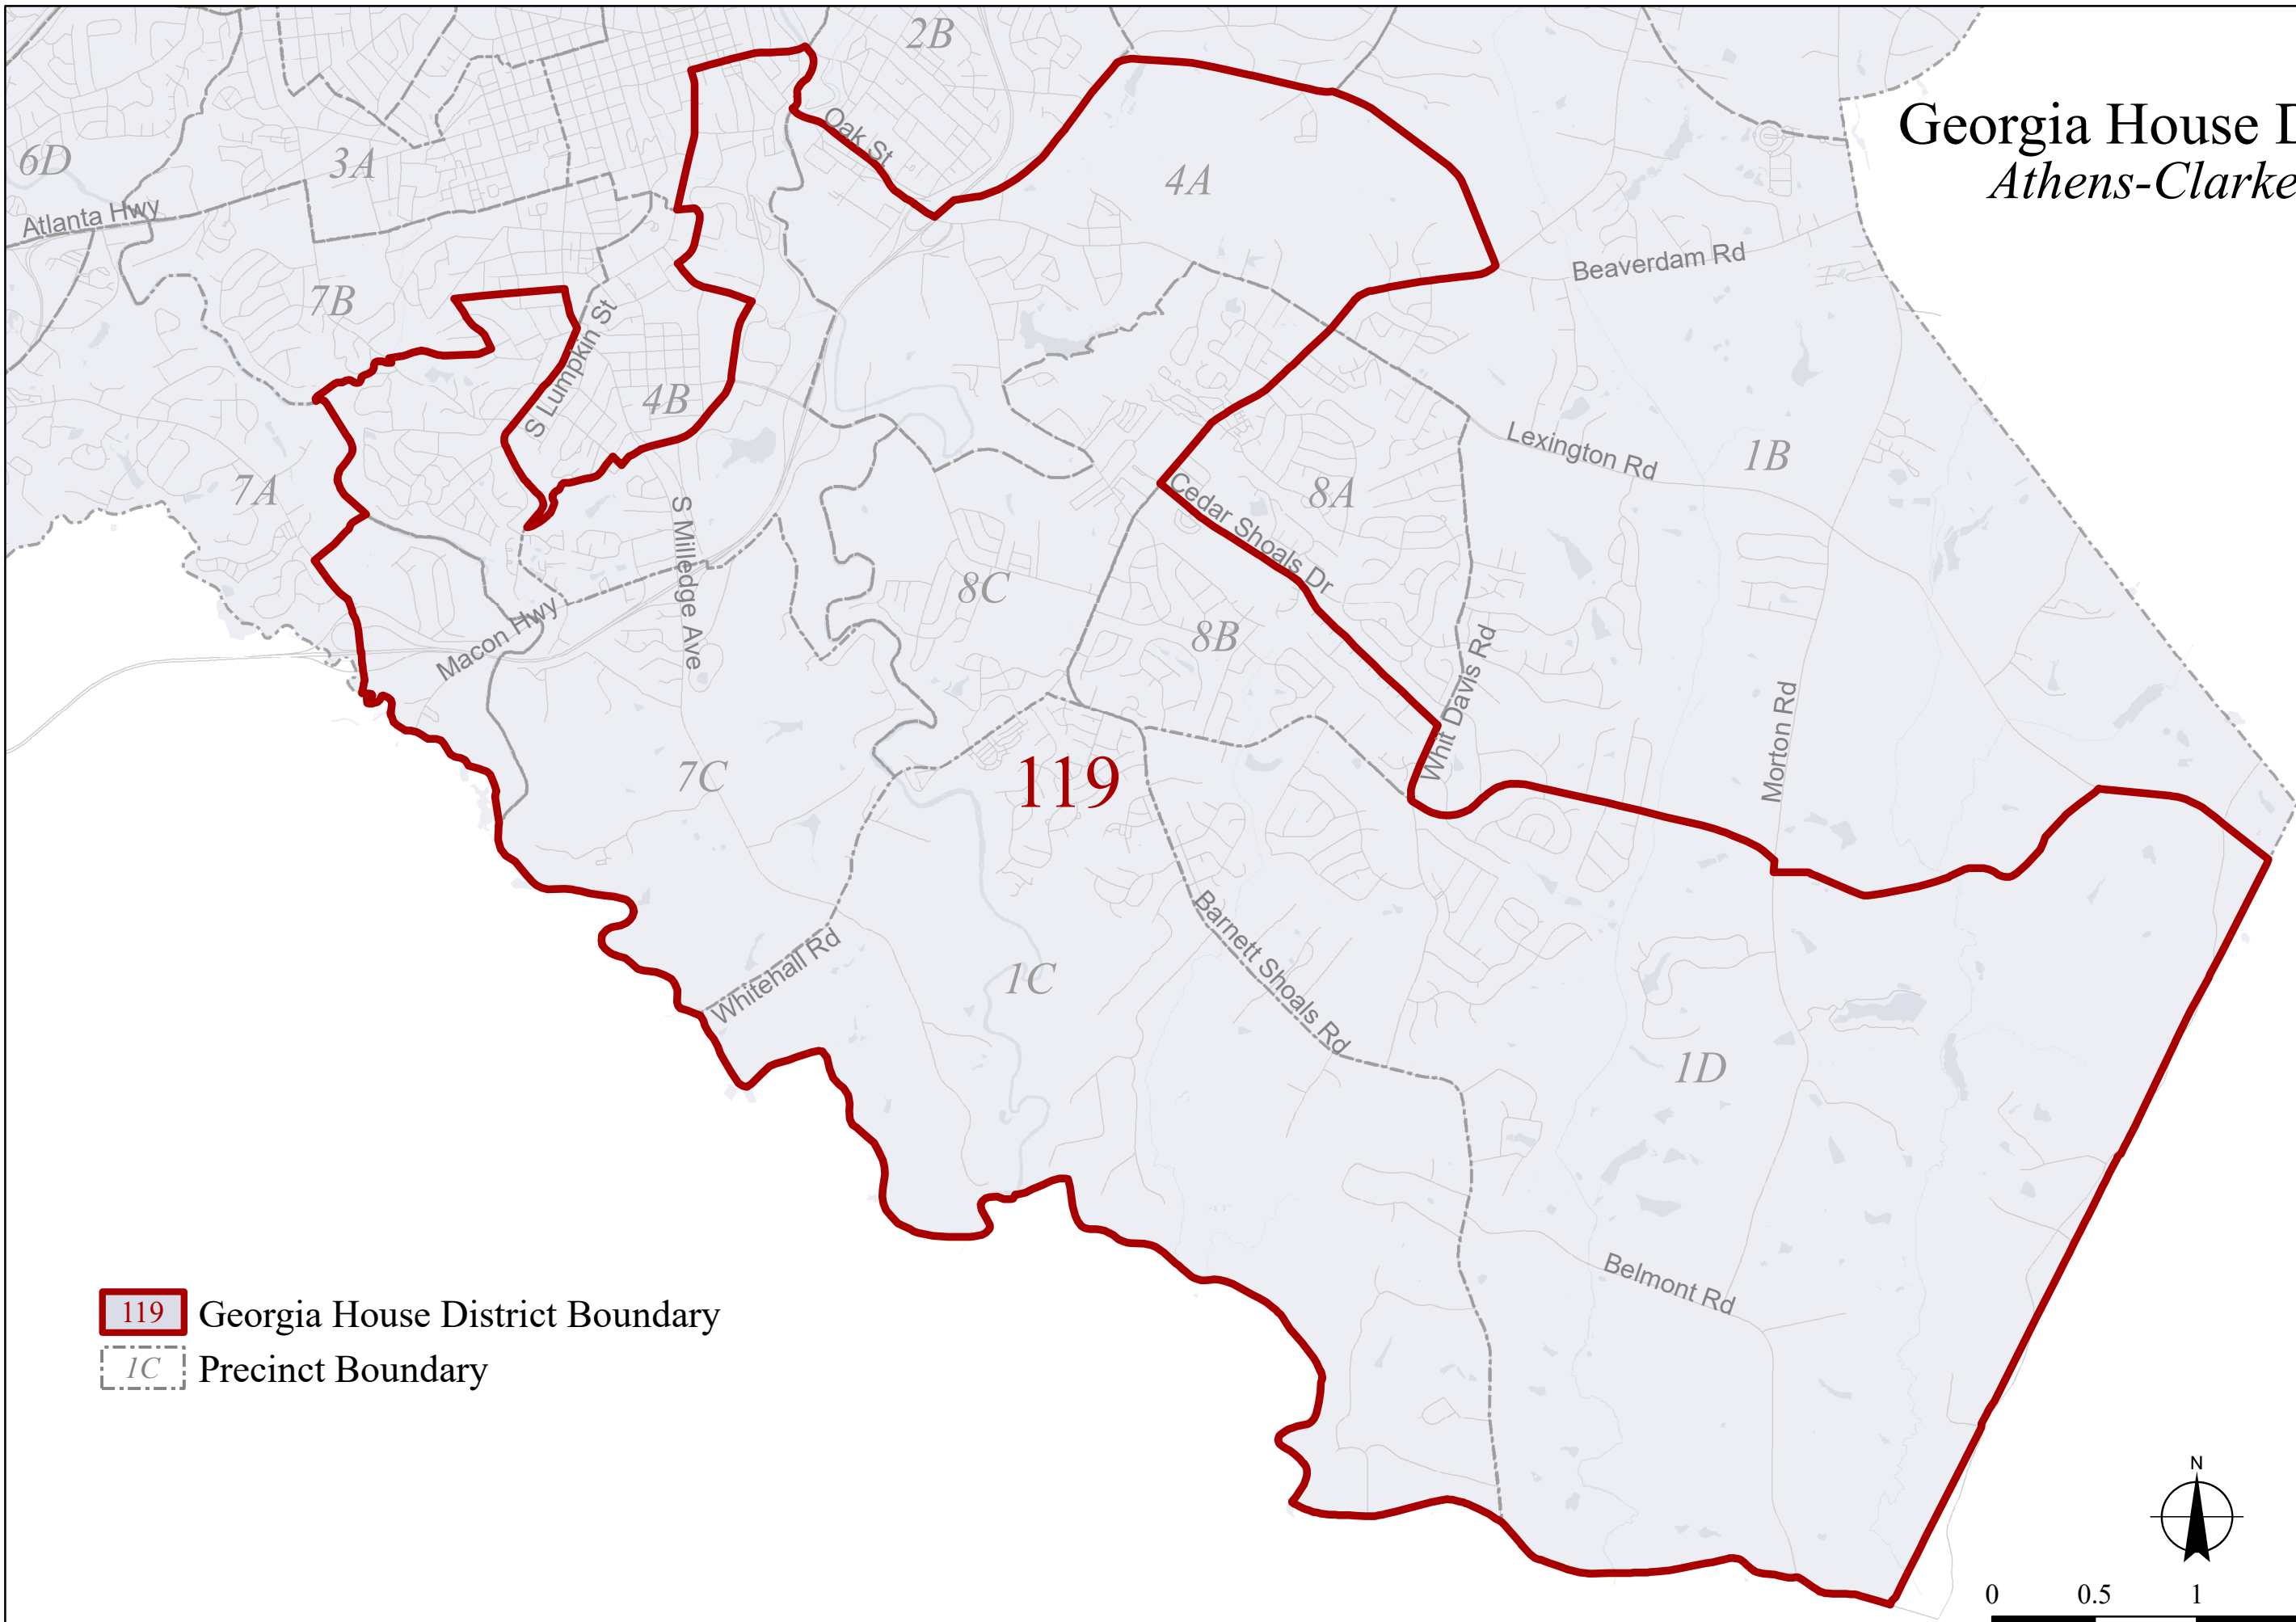 2B
Georgia House D
Athens-Clarke
Oak St
6D
3A
4A
Atlanta Hwy
Beaverdam Rd
7B
S Lumpkin St
4B
Lexington Rd
1B
7A
8A
Cedar Shoals Dr
S Milledge Ave
8C
Macon Hwy
8B
Whit Davis Rd
Morton Rd
7C
119
Whitehall Rd
1C
Barnett Shoals Rd
1D
Belmont Rd
119 Georgia House District Boundary
1C Precinct Boundary
N
0 0.5 1